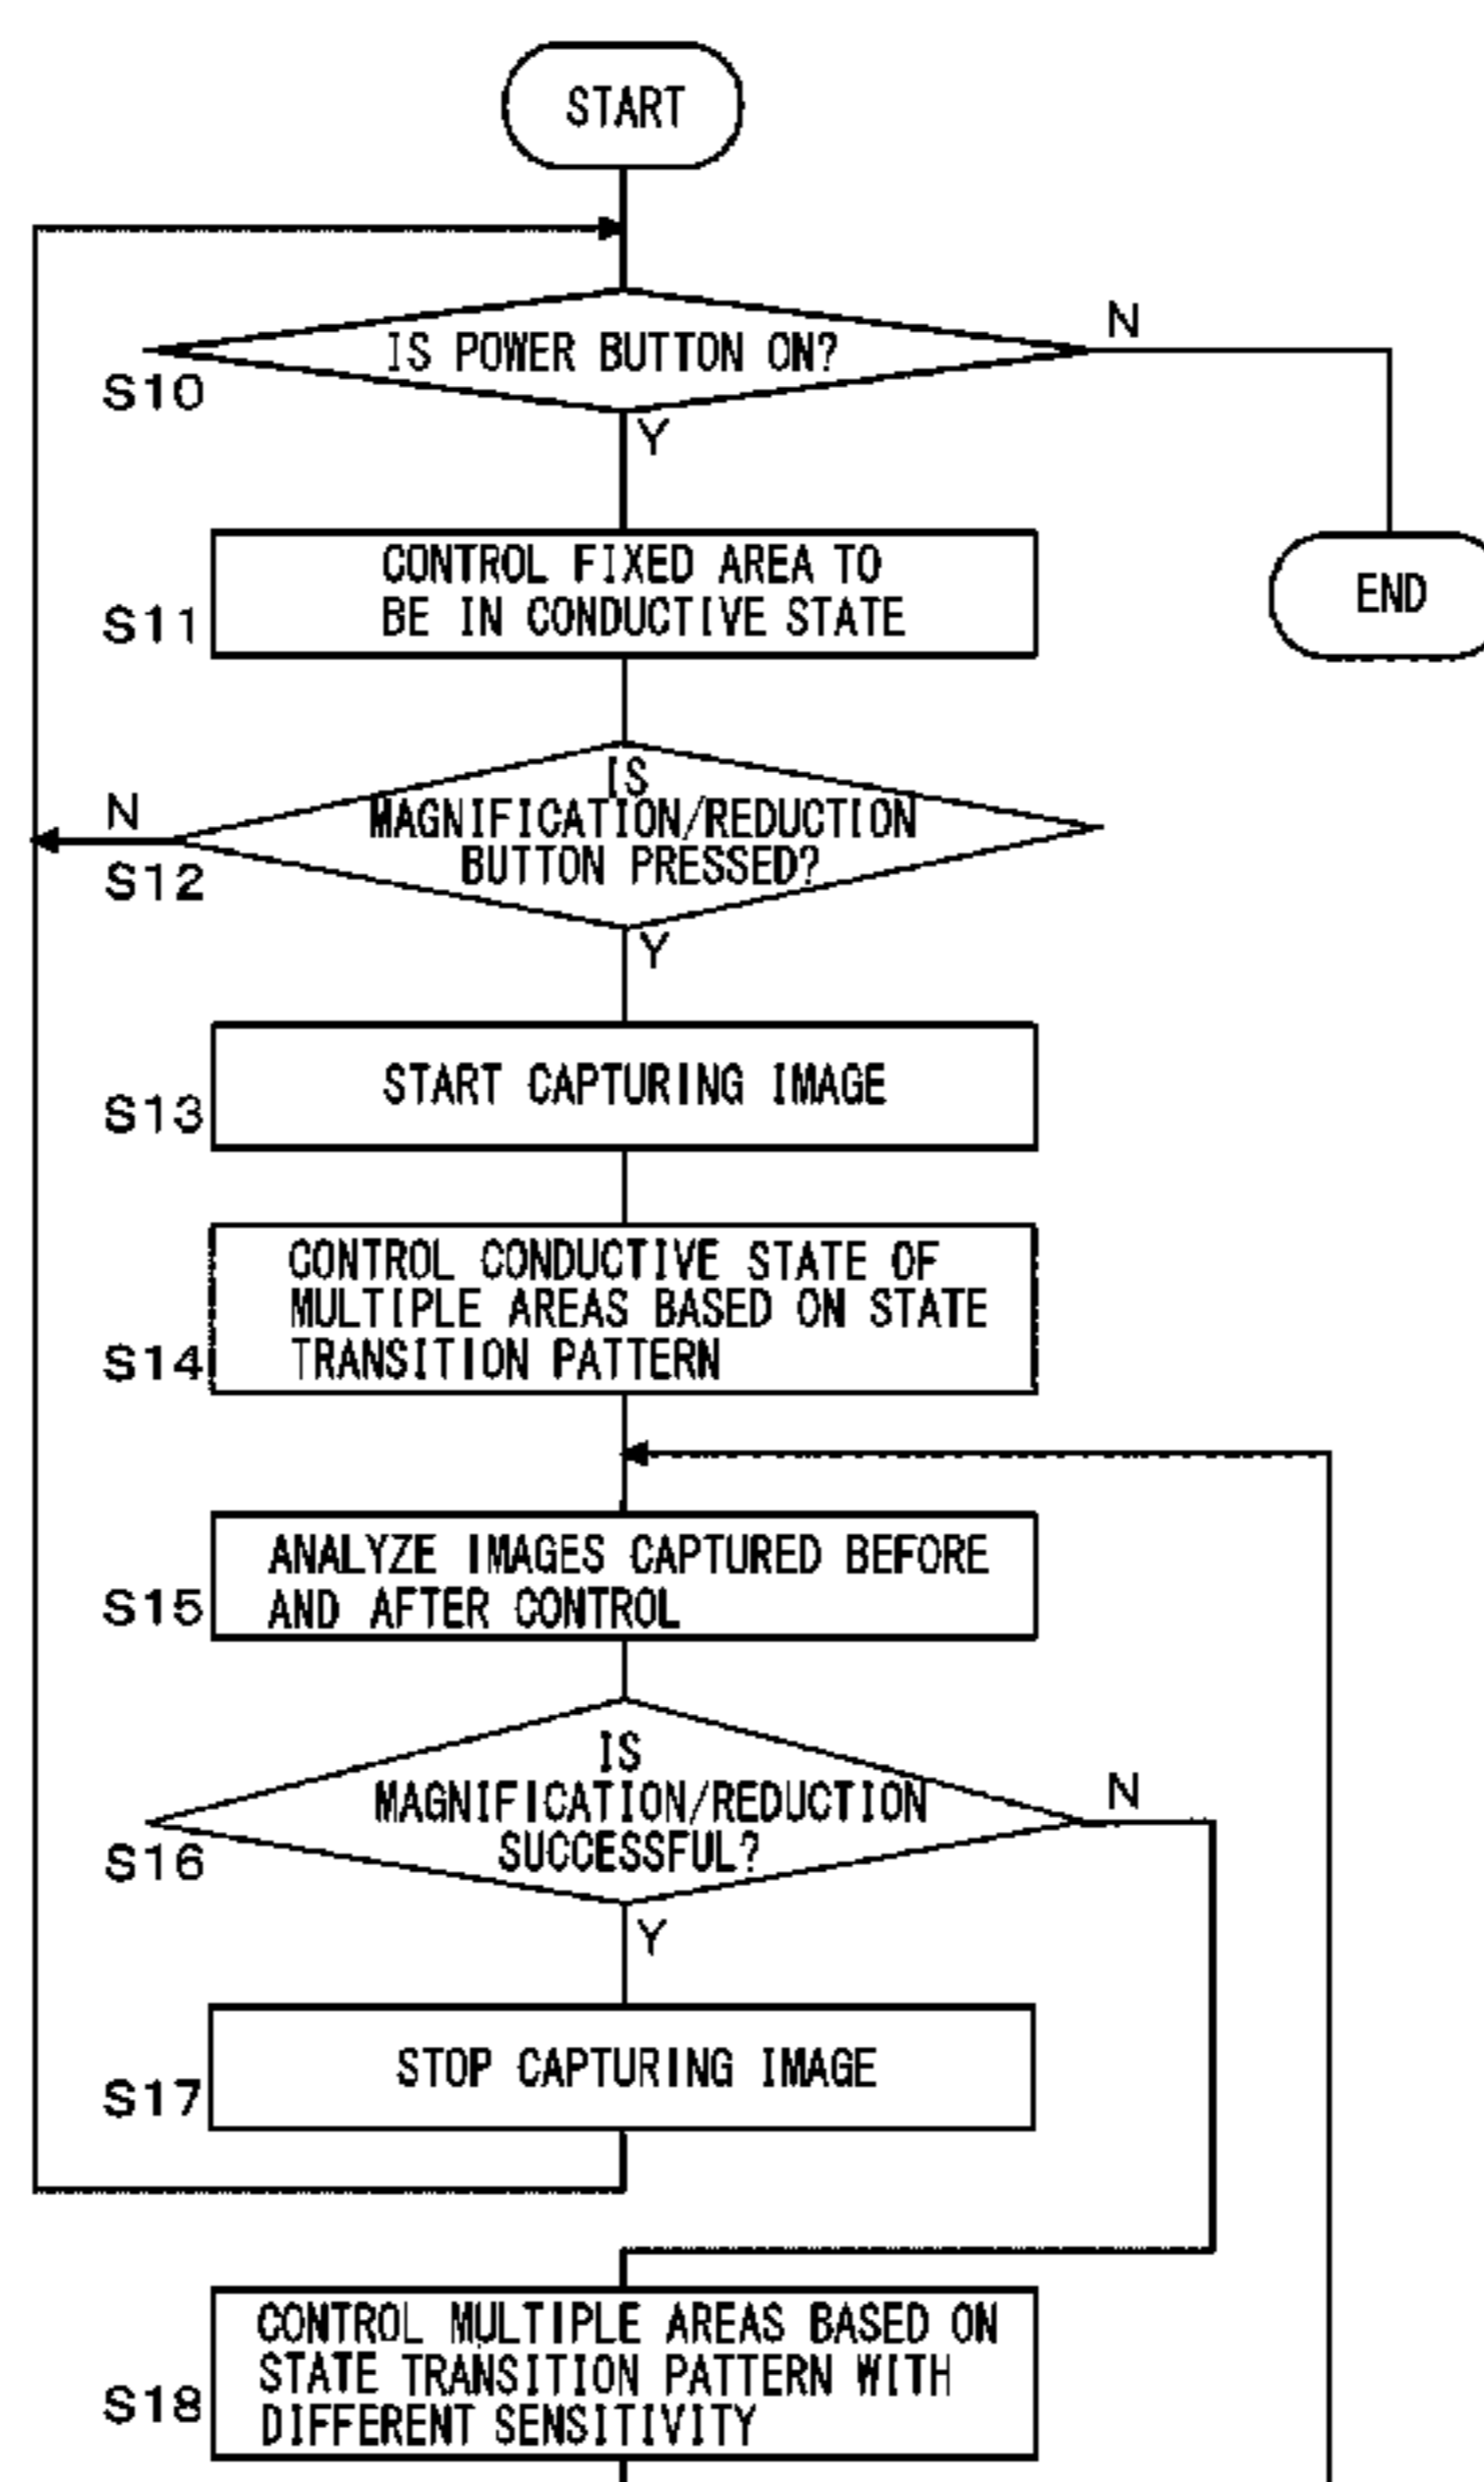 START
IS POWER BUTTON ON?
N
S10
Y
CONTROL FIXED AREA TO
BE IN CONDUCTIVE STATE
S11
END
IS
MAGNIFICATION/REDUCTION
BUTTON PRESSED?
N
S12
Y
START CAPTURING IMAGE
S13
CONTROL CONDUCTIVE STATE OF
MULTIPLE AREAS BASED ON STATE
TRANSITION PATTERN
S14
ANALYZE IMAGES CAPTURED BEFORE
AND AFTER CONTROL
S15
IS
MAGNIFICATION/REDUCTION
SUCCESSFUL?
N
S16
Y
STOP CAPTURING IMAGE
S17
CONTROL MULTIPLE AREAS BASED ON
STATE TRANSITION PATTERN WITH
DIFFERENT SENSITIVITY
S18